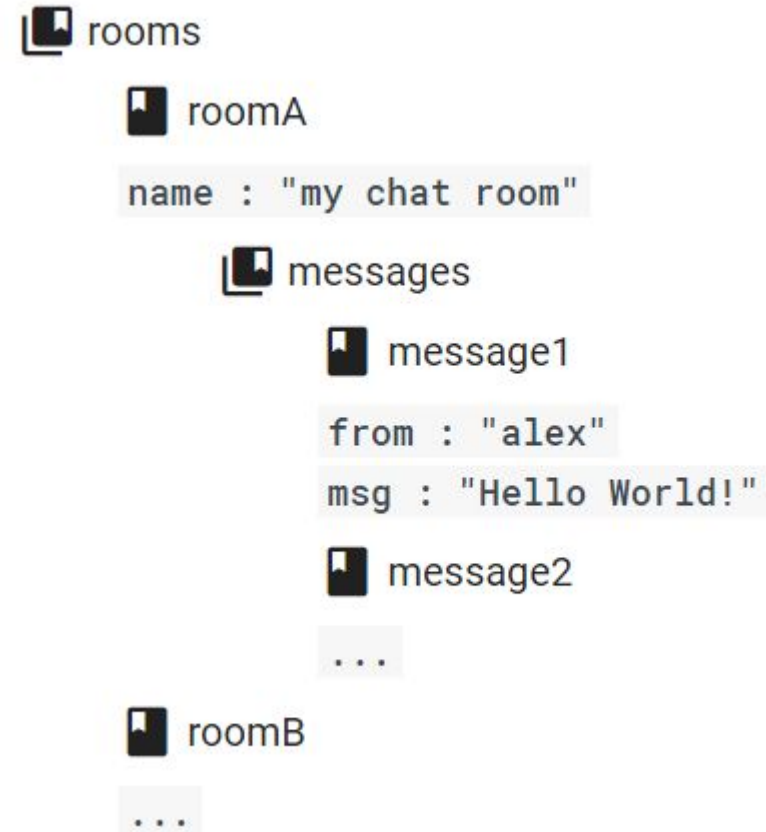 rooms
roomA
name : "my chat room"
messages
message1
from : "alex"
msg : "Hello World!"
message2
...
roomB
...